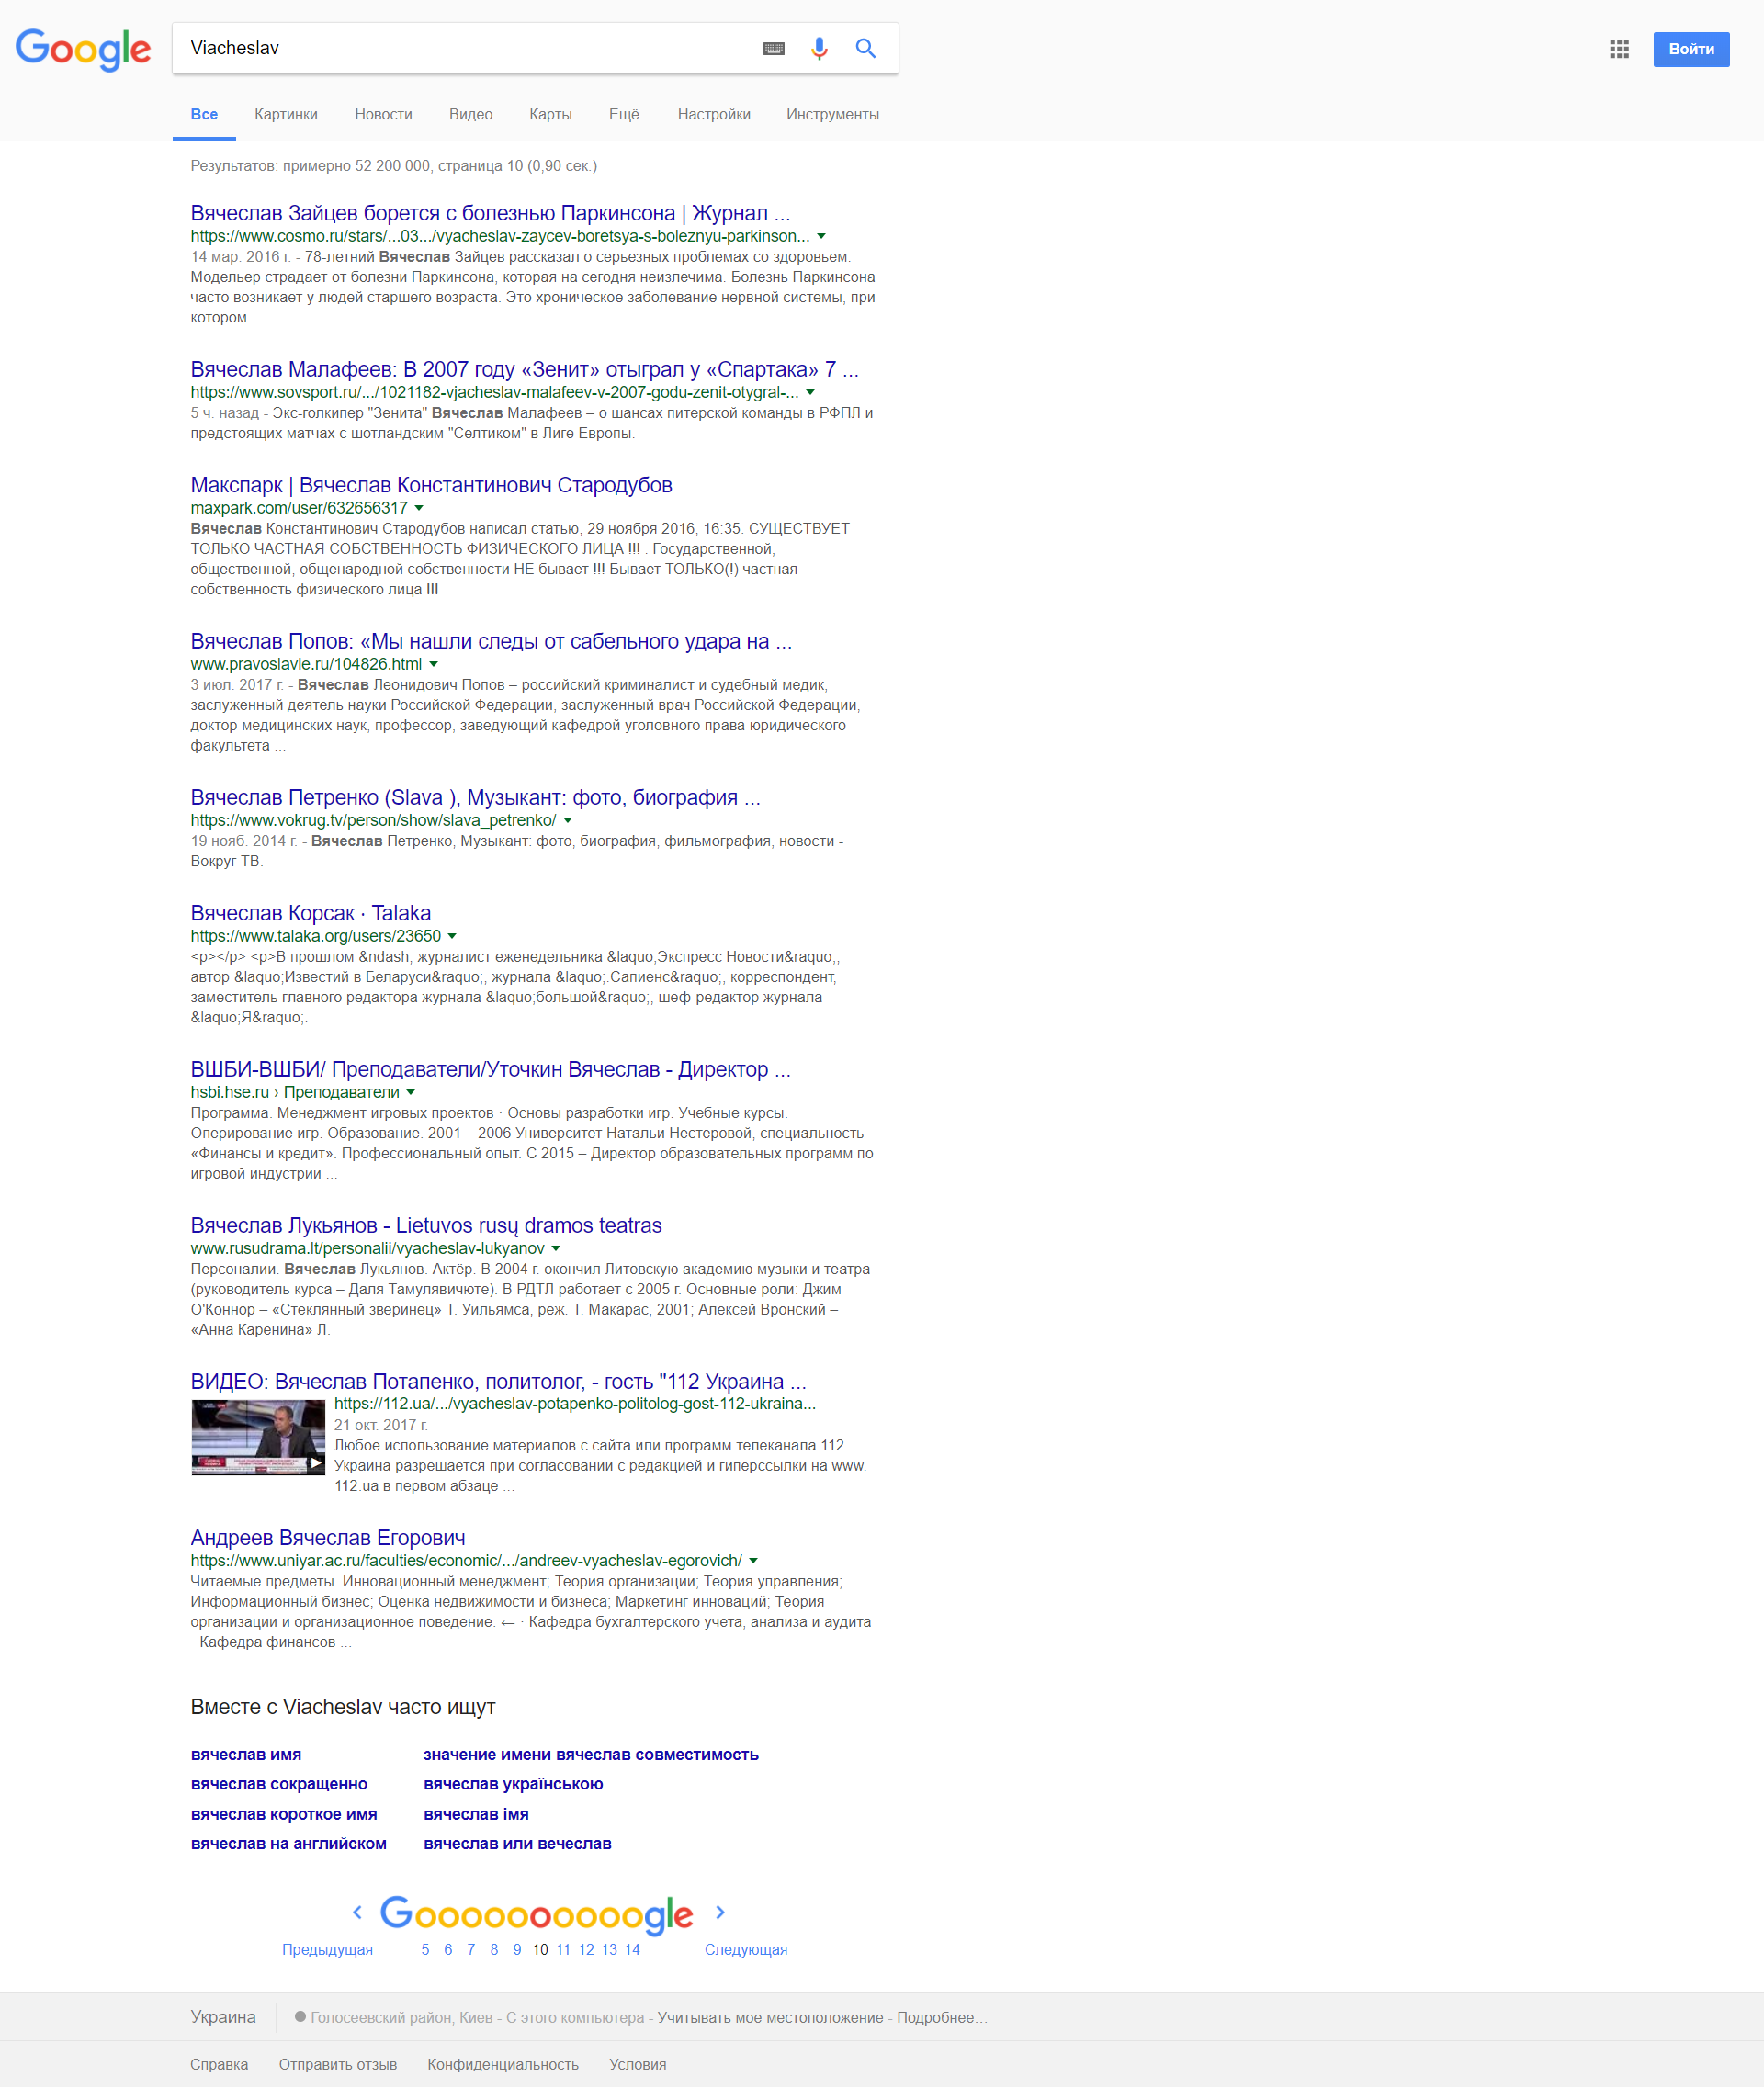 Google
Viacheslav
Войти
Все Картинки Новости Видео Карты Ещё Настройки Инструменты
Результатов: примерно 52 200 000, страница 10 (0,90 сек.)
Вячеслав Зайцев борется с болезнью Паркинсона | Журнал ...
https://www.cosmo.ru/stars/...03.../vyacheslav-zaycev-boretsya-s-boleznyu-parkinson...
14 мар. 2016 г. - 78-летний Вячеслав Зайцев рассказал о серьезных проблемах со здоровьем.
Модельер страдает от болезни Паркинсона, которая на сегодня неизлечима. Болезнь Паркинсона
часто возникает у людей старшего возраста. Это хроническое заболевание нервной системы, при
котором ...
Вячеслав Малафеев: В 2007 году «Зенит» отыграл у «Спартака» 7 ...
https://www.sovsport.ru/.../1021182-vjacheslav-malafeev-v-2007-godu-zenit-otygral-...
5 ч. назад - Экс-голкипер "Зенита" Вячеслав Малафеев – о шансах питерской команды в РФПЛ и
предстоящих матчах с шотландским "Селтиком" в Лиге Европы.
Макспарк | Вячеслав Константинович Стародубов
maxpark.com/user/632656317
Вячеслав Константинович Стародубов написал статью, 29 ноября 2016, 16:35. СУЩЕСТВУЕТ
ТОЛЬКО ЧАСТНАЯ СОБСТВЕННОСТЬ ФИЗИЧЕСКОГО ЛИЦА !!! . Государственной,
общественной, общенародной собственности НЕ бывает !!! Бывает ТОЛЬКО(!) частная
собственность физического лица !!!
Вячеслав Попов: «Мы нашли следы от сабельного удара на ...
www.pravoslavie.ru/104826.html
3 июл. 2017 г. - Вячеслав Леонидович Попов – российский криминалист и судебный медик,
заслуженный деятель науки Российской Федерации, заслуженный врач Российской Федерации,
доктор медицинских наук, профессор, заведующий кафедрой уголовного права юридического
факультета ...
Вячеслав Петренко (Slava ), Музыкант: фото, биография ...
https://www.vokrug.tv/person/show/slava_petrenko/
19 нояб. 2014 г. - Вячеслав Петренко, Музыкант: фото, биография, фильмография, новости -
Вокруг ТВ.
Вячеслав Корсак · Talaka
https://www.talaka.org/users/23650
<p></p> <p>В прошлом &ndash; журналист еженедельника &laquo;Экспресс Новости&raquo;,
автор &laquo;Известий в Беларуси&raquo;, журнала &laquo;.Сапиенс&raquo;, корреспондент,
заместитель главного редактора журнала &laquo;большой&raquo;, шеф-редактор журнала
&laquo;Я&raquo;.
ВШБИ-ВШБИ/ Преподаватели/Уточкин Вячеслав - Директор ...
hsbi.hse.ru › Преподаватели
Программа. Менеджмент игровых проектов · Основы разработки игр. Учебные курсы.
Оперирование игр. Образование. 2001 – 2006 Университет Натальи Нестеровой, специальность
«Финансы и кредит». Профессиональный опыт. С 2015 – Директор образовательных программ по
игровой индустрии ...
Вячеслав Лукьянов - Lietuvos rusų dramos teatras
www.rusudrama.lt/personalii/vyacheslav-lukyanov
Персоналии. Вячеслав Лукьянов. Актёр. В 2004 г. окончил Литовскую академию музыки и театра
(руководитель курса – Даля Тамулявичюте). В РДТЛ работает с 2005 г. Основные роли: Джим
О'Коннор – «Стеклянный зверинец» Т. Уильямса, реж. Т. Макарас, 2001; Алексей Вронский –
«Анна Каренина» Л.
ВИДЕО: Вячеслав Потапенко, политолог, - гость "112 Украина ...
https://112.ua/.../vyacheslav-potapenko-politolog-gost-112-ukraina...
21 окт. 2017 г.
Любое использование материалов с сайта или программ телеканала 112
Украина разрешается при согласовании с редакцией и гиперссылки на www.
112.ua в первом абзаце ...
Андреев Вячеслав Егорович
https://www.uniyar.ac.ru/faculties/economic/.../andreev-vyacheslav-egorovich/
Читаемые предметы. Инновационный менеджмент; Теория организации; Теория управления;
Информационный бизнес; Оценка недвижимости и бизнеса; Маркетинг инноваций; Теория
организации и организационное поведение. ← · Кафедра бухгалтерского учета, анализа и аудита
· Кафедра финансов ...
Вместе с Viacheslav часто ищут
вячеслав имя значение имени вячеслав совместимость
вячеслав сокращенно вячеслав українською
вячеслав короткое имя вячеслав імя
вячеслав на английском вячеслав или вечеслав
Goooooooooogle
Предыдущая 5 6 7 8 9 10 11 12 13 14 Следующая
Украина Голосеевский район, Киев - С этого компьютера - Учитывать мое местоположение - Подробнее...
Справка Отправить отзыв Конфиденциальность Условия